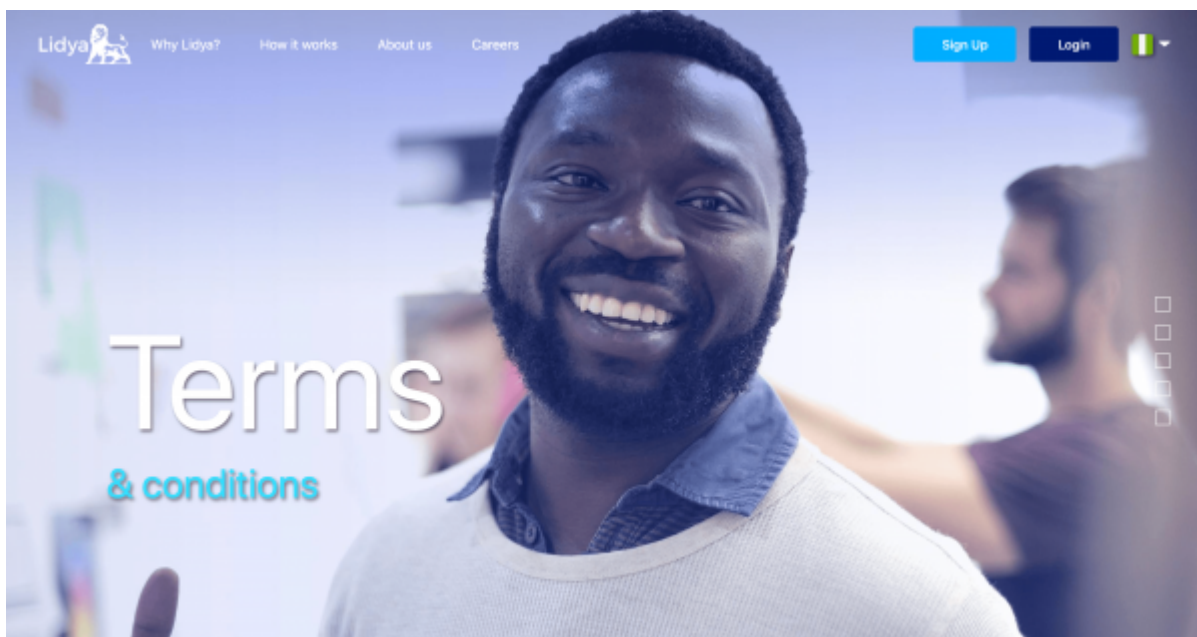 Lidya
Why Lidya?
How it works
About us
Careers
Sign Up
Login
Terms
& conditions